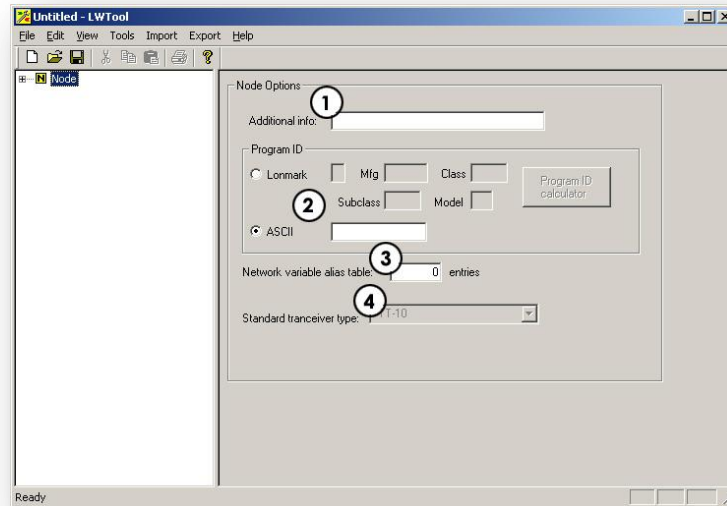 Untitled - LWTool
File Edit View Tools Import Export Help
Node
Node Options
1
Additional info:
Program ID
Lonmark Mfg Class Program ID calculator
2
Subclass Model
ASCII
3
Network variable alias table: 0 entries
4
Standard tranceiver type: TT-10
Ready